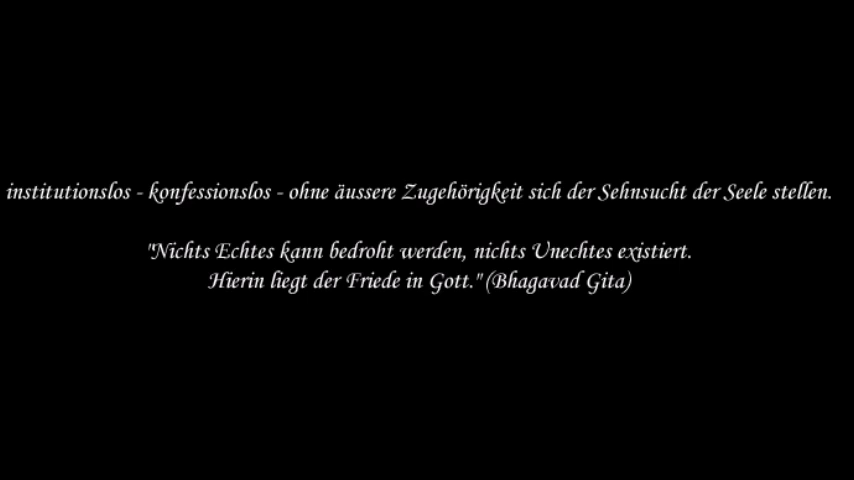 institutionslos - konfessionslos - ohne äussere Zugehörigkeit sich der Sehnsucht der Seele stellen.
"Nichts Echtes kann bedroht werden, nichts Unechtes existiert.
Hierin liegt der Friede in Gott." (Bhagavad Gita)